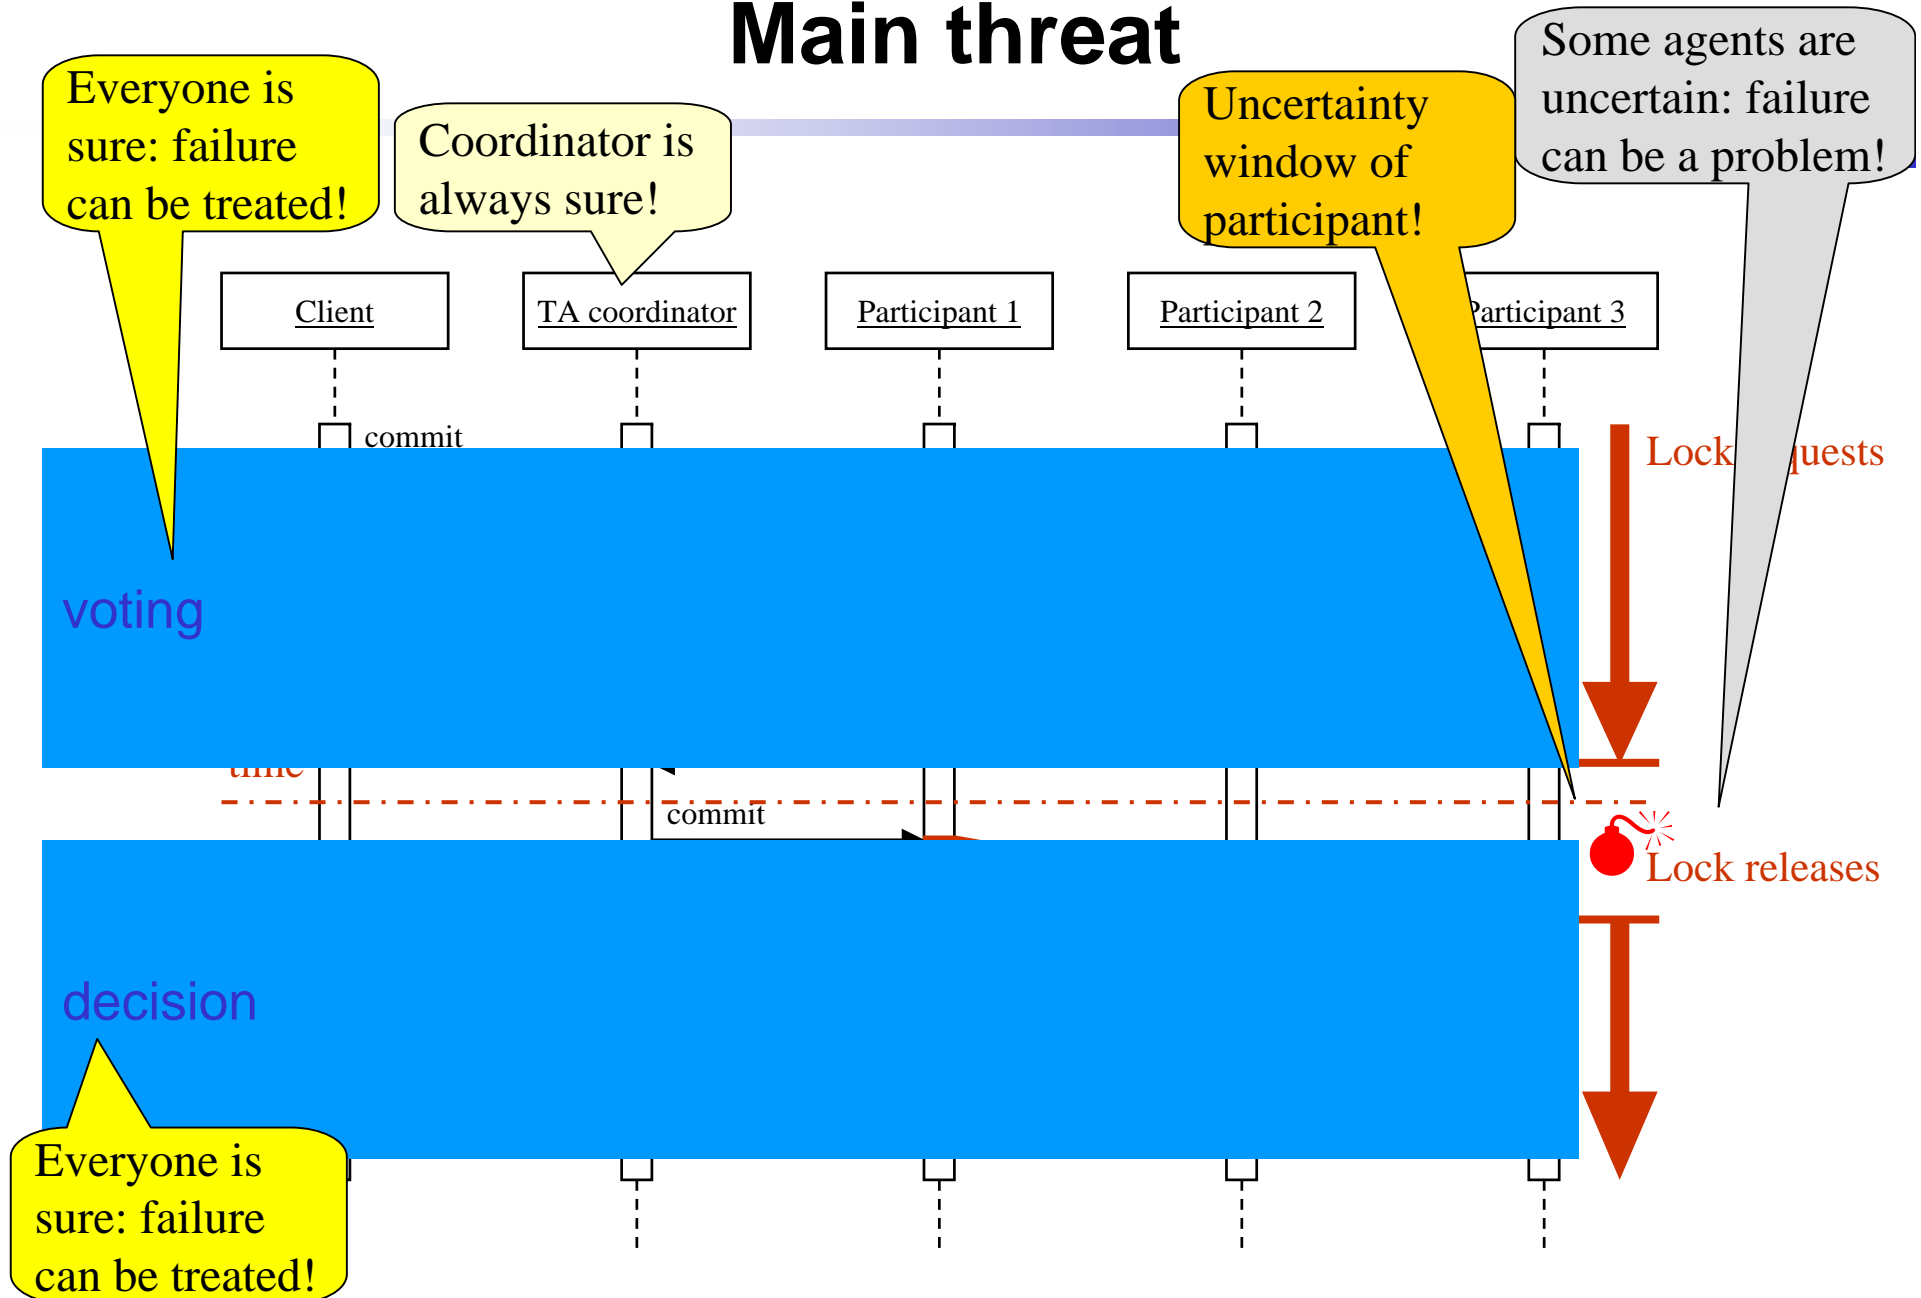 Main threat
Everyone is
sure: failure
can be treated!
Coordinator is
always sure!
Uncertainty
window of
participant!
Some agents are
uncertain: failure
can be a problem!
Client
TA coordinator
Participant 1
Participant 2
Participant 3
commit
Lock quests
voting
time
commit
Lock releases
decision
Everyone is
sure: failure
can be treated!